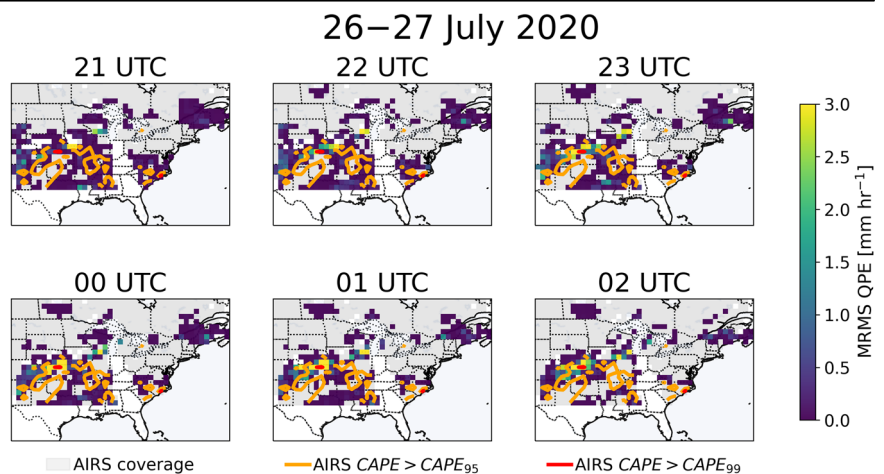 26−27 July 2020
21 UTC
22 UTC
23 UTC
00 UTC
01 UTC
02 UTC
3.0
2.5
2.0
1.5
1.0
0.5
0.0
MRMS QPE [mm hr⁻¹]
AIRS coverage
AIRS CAPE > CAPE₉₅
AIRS CAPE > CAPE₉₉